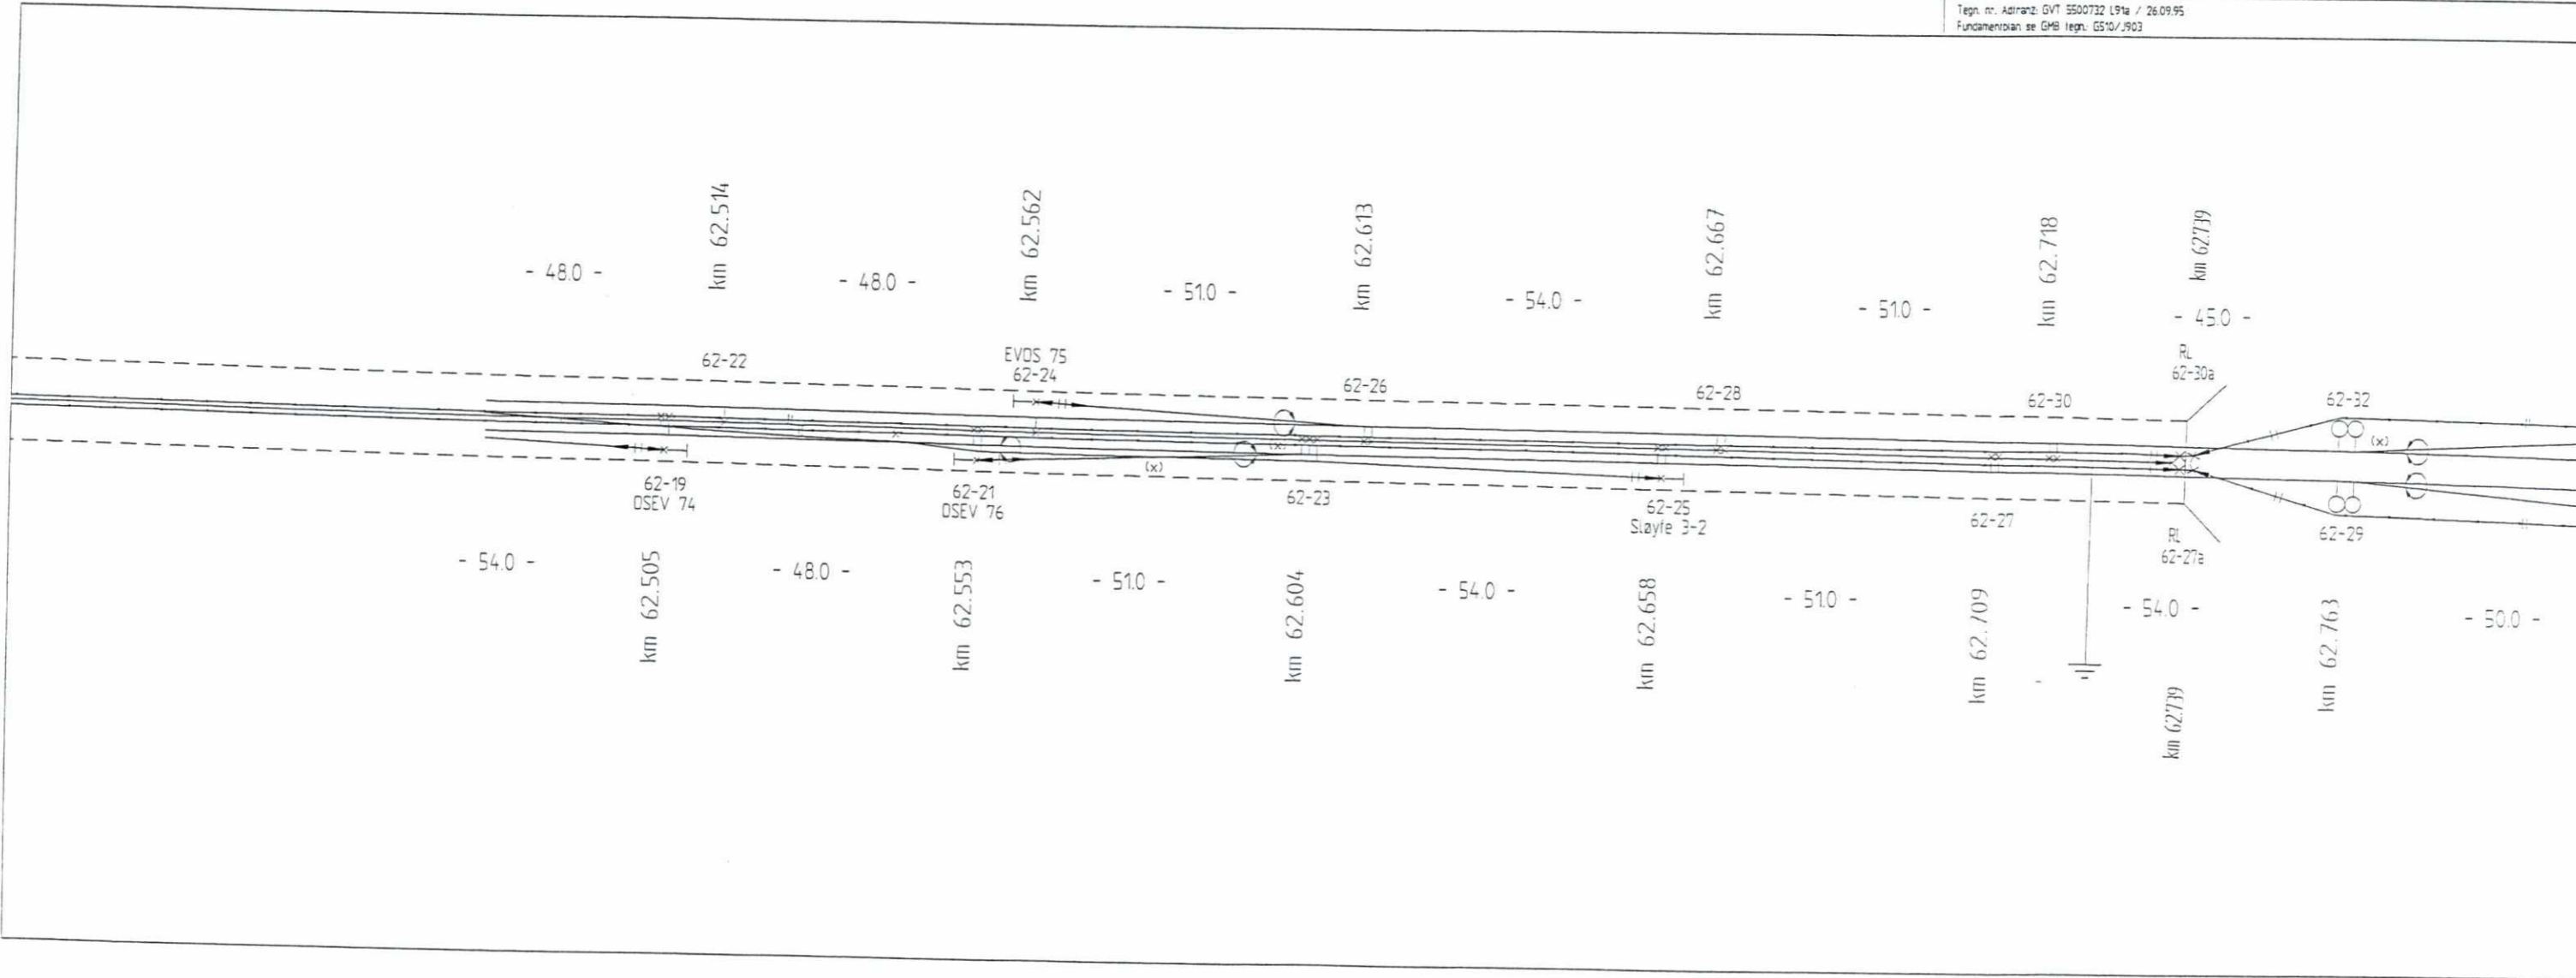 Tegn. nr. Adtranz: GVT 5500732 L91a / 26.09.95
Fundamentplan se GMB tegn.: G510/J903
km 62.514
km 62.562
km 62.613
km 62.667
km 62.718
km 62.739
- 48.0 -
- 48.0 -
- 51.0 -
- 54.0 -
- 51.0 -
- 45.0 -
62-22
EVDS 75
62-24
62-26
62-28
62-30
RL
62-30a
62-32
(x)
(x)
(x)
62-19
DSEV 74
62-21
DSEV 76
62-23
62-25
Sløyfe 3-2
62-27
RL
62-27a
62-29
- 54.0 -
- 48.0 -
- 51.0 -
- 54.0 -
- 51.0 -
- 54.0 -
- 50.0 -
km 62.505
km 62.553
km 62.604
km 62.658
km 62.709
km 62.739
km 62.763